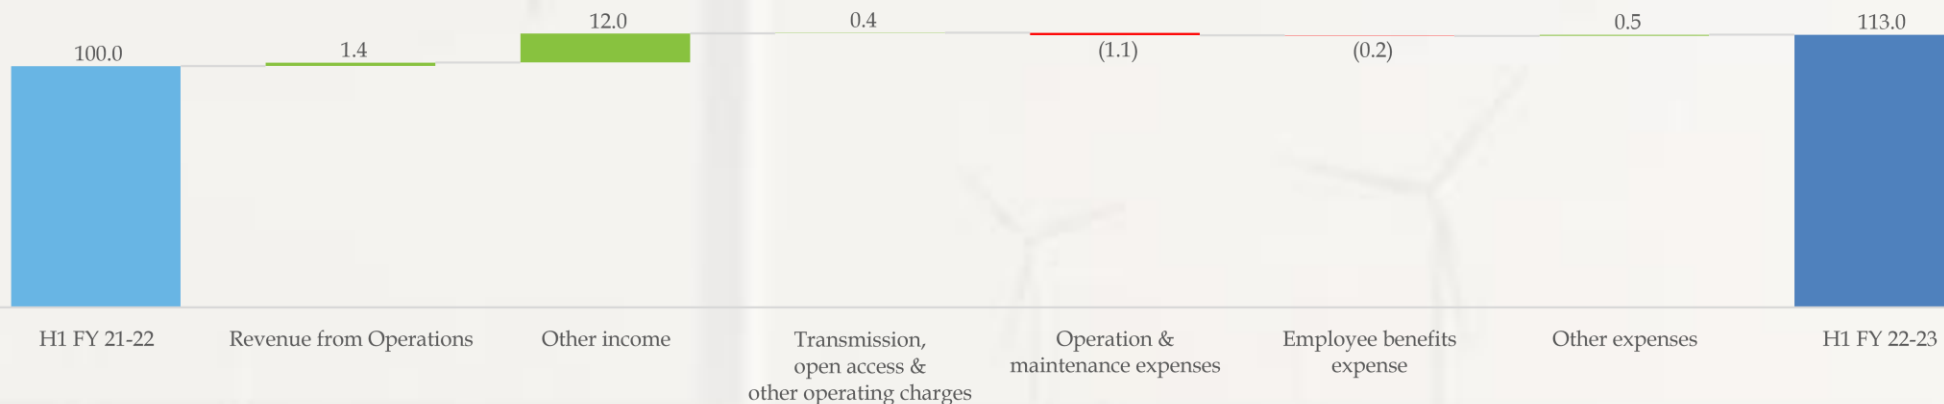 100.0
1.4
12.0
0.4
(1.1)
(0.2)
0.5
113.0
H1 FY 21-22
Revenue from Operations
Other income
Transmission,
open access &
other operating charges
Operation &
maintenance expenses
Employee benefits
expense
Other expenses
H1 FY 22-23